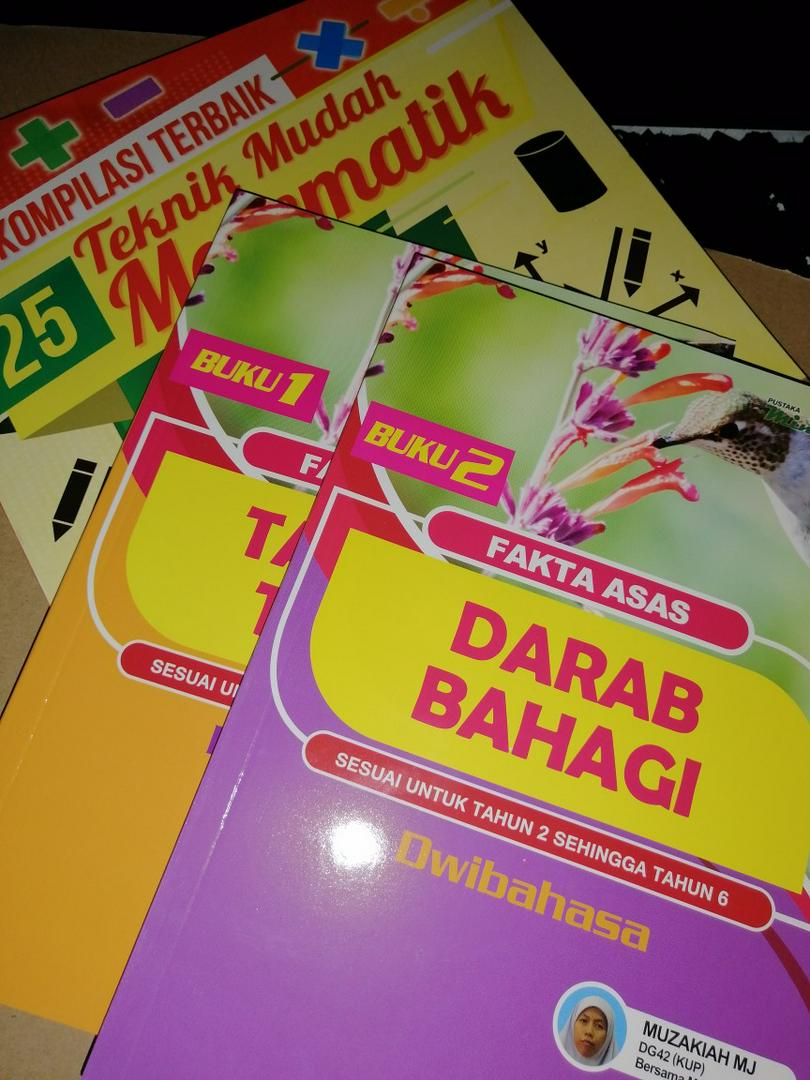 KOMPILASI TERBAIK
Teknik Mudah
25
BUKU 1
SESUAI
BUKU 2
PUSTAKA
FAKTA ASAS
DARAB
BAHAGI
SESUAI UNTUK TAHUN 2 SEHINGGA TAHUN 6
Dwibahasa
MUZAKIAH MJ
DG42 (KUP)
Bersama